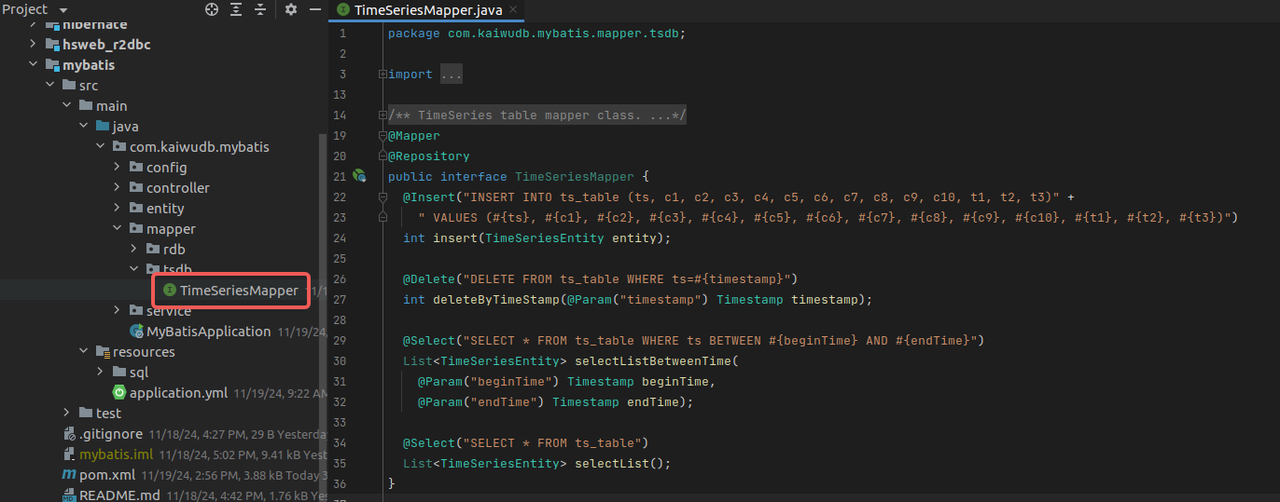 Project
TimeSeriesMapper.java
hibernate
hsweb_r2dbc
mybatis
src
main
java
com.kaiwudb.mybatis
config
controller
entity
mapper
rdb
tsdb
TimeSeriesMapper 11/1
service
MyBatisApplication 11/19/24,
resources
sql
application.yml 11/19/24, 9:22 AM
test
.gitignore 11/18/24, 4:27 PM, 29 B Yesterday
mybatis.iml 11/18/24, 5:02 PM, 9.41 kB Yest
pom.xml 11/19/24, 2:56 PM, 3.88 kB Today 3
README.md 11/18/24, 4:42 PM, 1.76 kB Yes
1 package com.kaiwudb.mybatis.mapper.tsdb;
2
3 import ...
13
14 /** TimeSeries table mapper class. ...*/
19 @Mapper
20 @Repository
21 public interface TimeSeriesMapper {
22 @Insert("INSERT INTO ts_table (ts, c1, c2, c3, c4, c5, c6, c7, c8, c9, c10, t1, t2, t3)" +
23 " VALUES (#{ts}, #{c1}, #{c2}, #{c3}, #{c4}, #{c5}, #{c6}, #{c7}, #{c8}, #{c9}, #{c10}, #{t1}, #{t2}, #{t3})")
24 int insert(TimeSeriesEntity entity);
25
26 @Delete("DELETE FROM ts_table WHERE ts=#{timestamp}")
27 int deleteByTimeStamp(@Param("timestamp") Timestamp timestamp);
28
29 @Select("SELECT * FROM ts_table WHERE ts BETWEEN #{beginTime} AND #{endTime}")
30 List<TimeSeriesEntity> selectListBetweenTime(
31 @Param("beginTime") Timestamp beginTime,
32 @Param("endTime") Timestamp endTime);
33
34 @Select("SELECT * FROM ts_table")
35 List<TimeSeriesEntity> selectList();
36 }